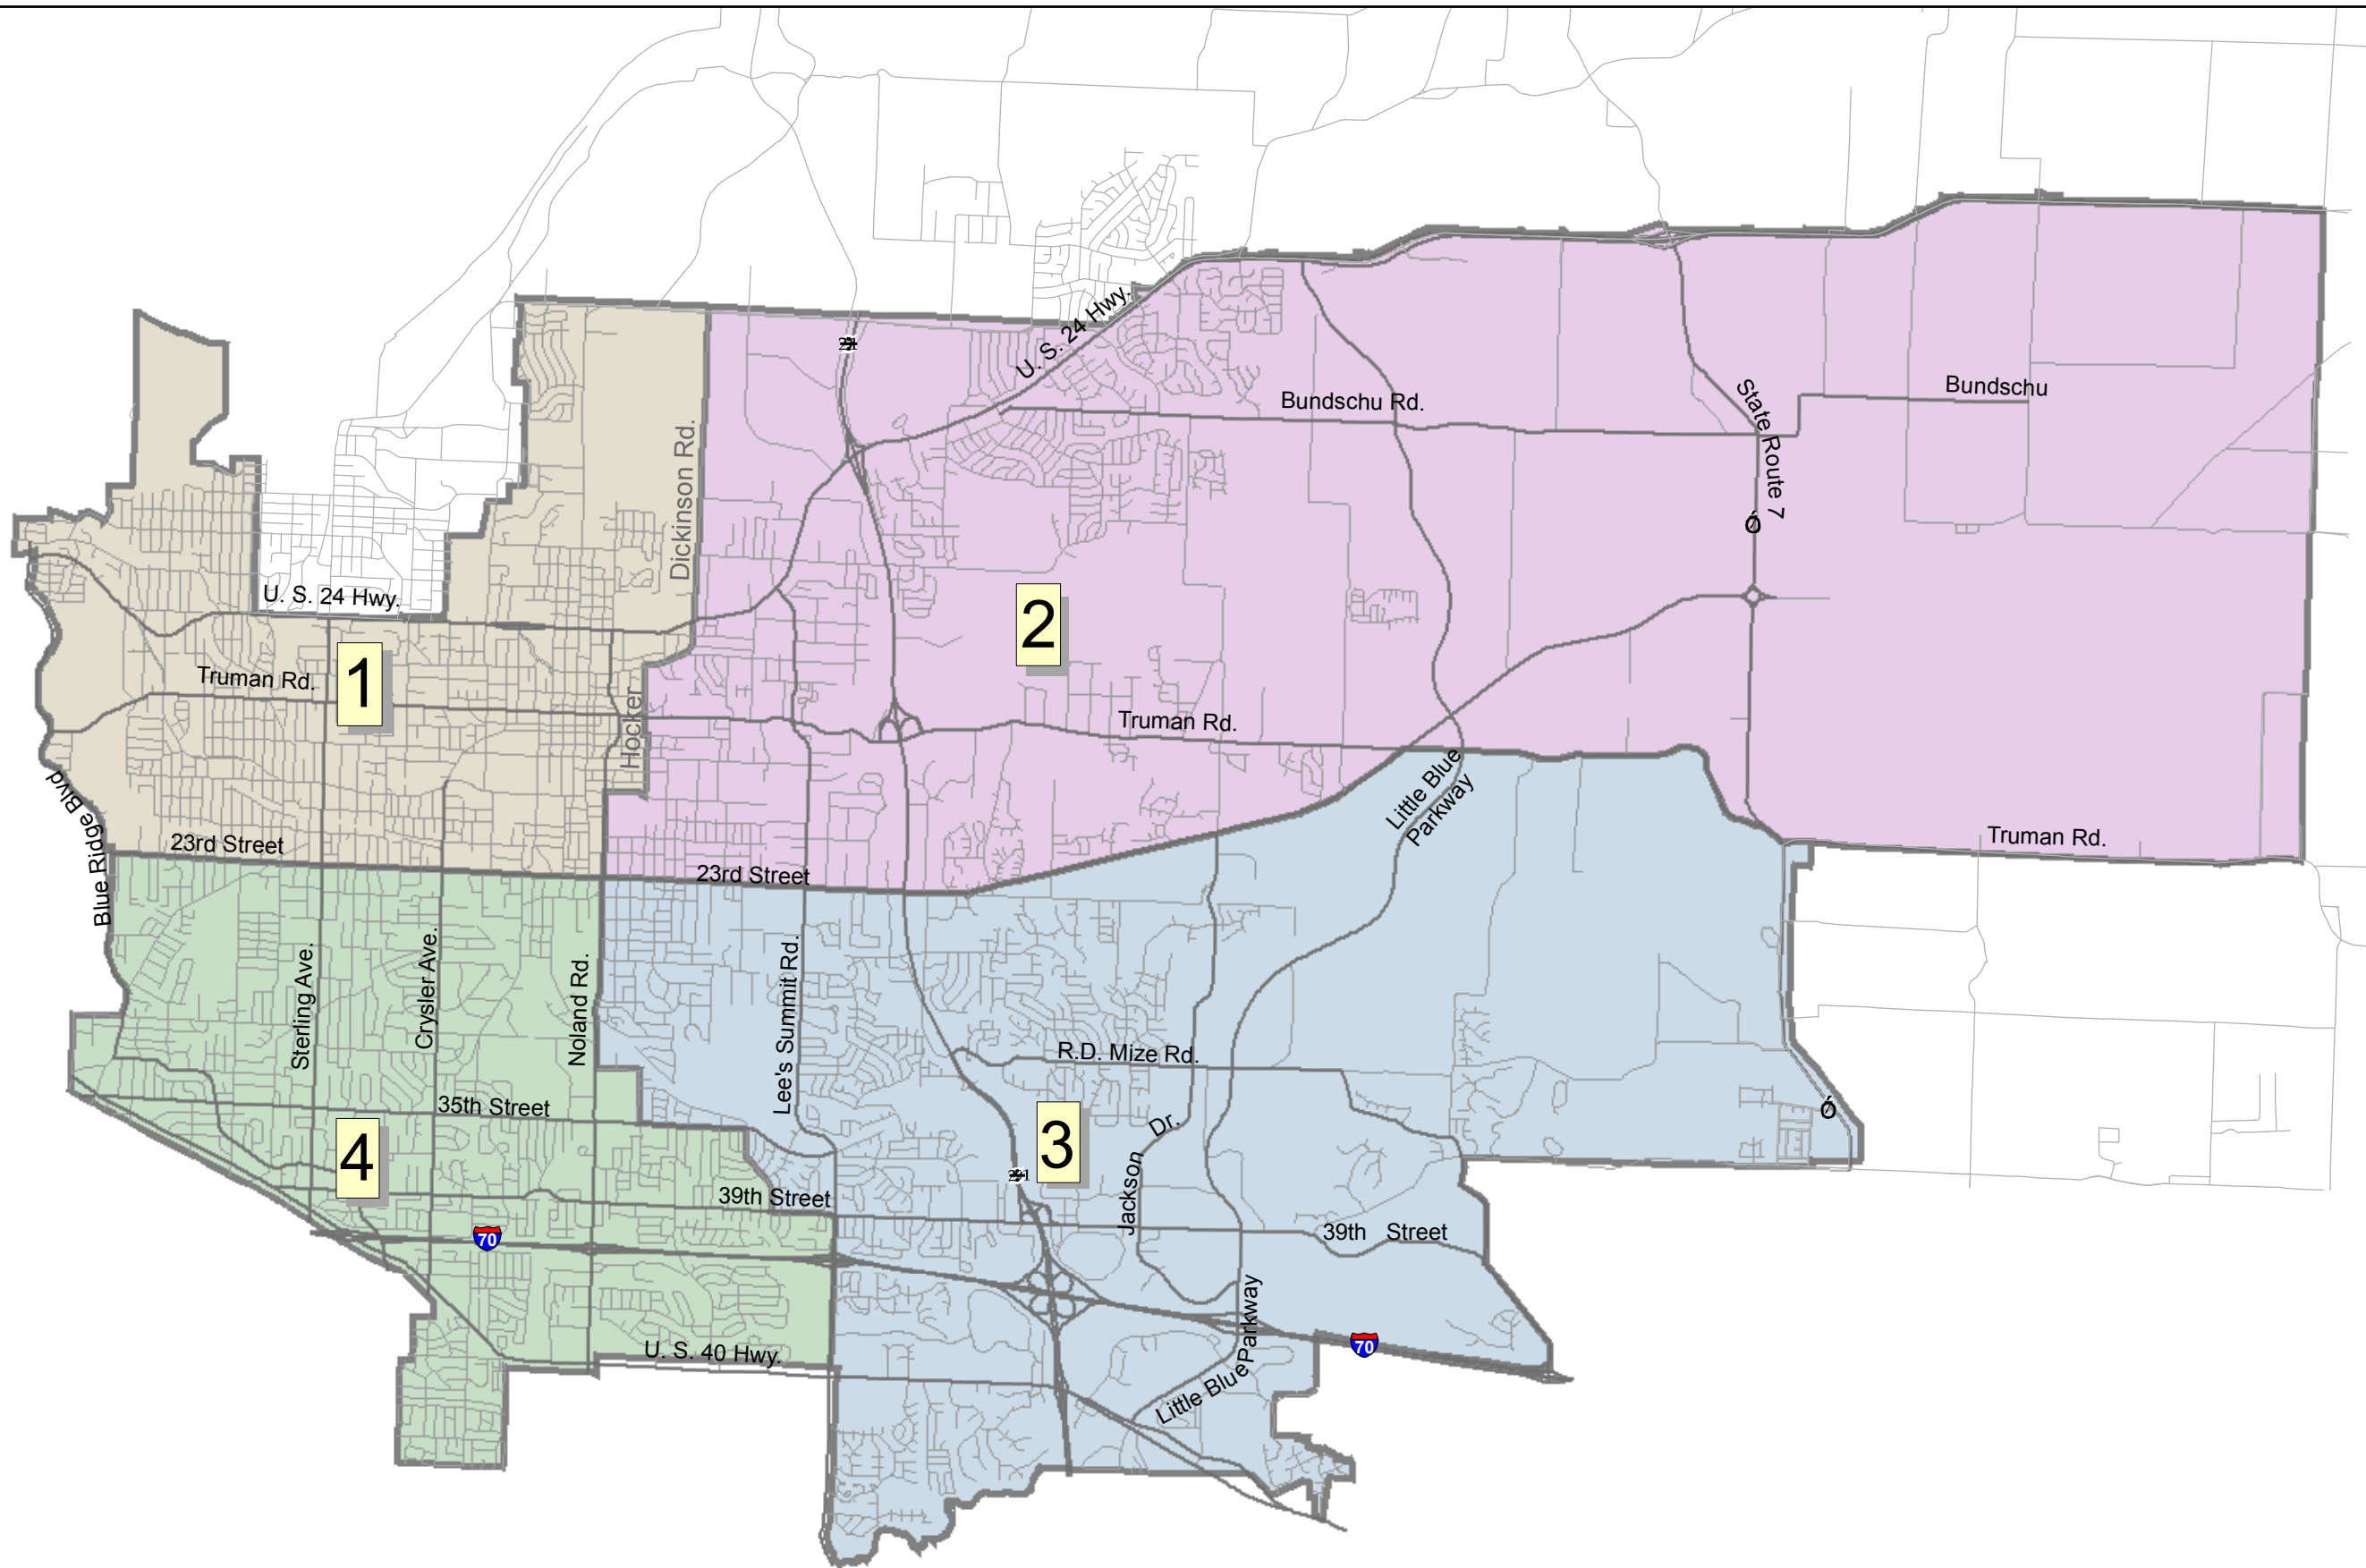 U. S. 24 Hwy.
Bundschu Rd.
Bundschu
State Route 7
Dickinson Rd.
U. S. 24 Hwy.
2
1
Truman Rd.
Hocker
Truman Rd.
Little Blue
Parkway
Blue Ridge Blvd
23rd Street
Truman Rd.
23rd Street
Sterling Ave.
Crysler Ave.
Noland Rd.
Lee's Summit Rd.
R.D. Mize Rd.
35th Street
Jackson Dr.
4
3
39th Street
39th Street
70
70
U. S. 40 Hwy.
Little Blue Parkway